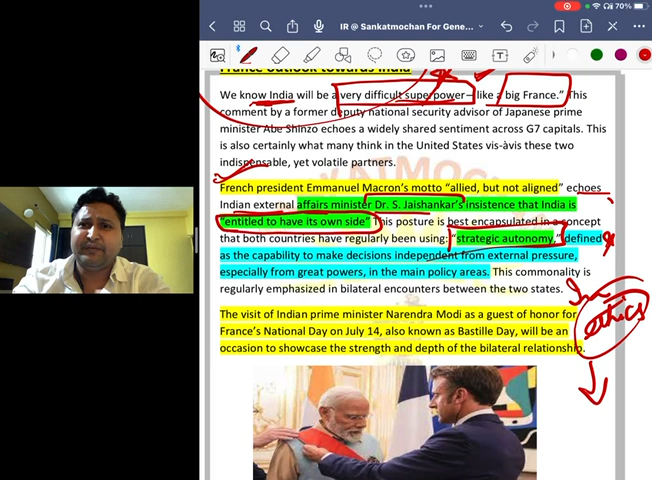 70%
IR @ Sankatmochan For Gene...
France Outlook towards India
We know India will be a very difficult superpower—like a big France.” This
comment by a former deputy national security advisor of Japanese prime
minister Abe Shinzo echoes a widely shared sentiment across G7 capitals. This
is also certainly what many think in the United States vis-àvis these two
indispensable, yet volatile partners.
French president Emmanuel Macron’s motto “allied, but not aligned” echoes
Indian external affairs minister Dr. S. Jaishankar’s insistence that India is
“entitled to have its own side” This posture is best encapsulated in a concept
that both countries have regularly been using: “strategic autonomy,” defined
as the capability to make decisions independent from external pressure,
especially from great powers, in the main policy areas. This commonality is
regularly emphasized in bilateral encounters between the two states.
ethics
The visit of Indian prime minister Narendra Modi as a guest of honor for
France’s National Day on July 14, also known as Bastille Day, will be an
occasion to showcase the strength and depth of the bilateral relationship.